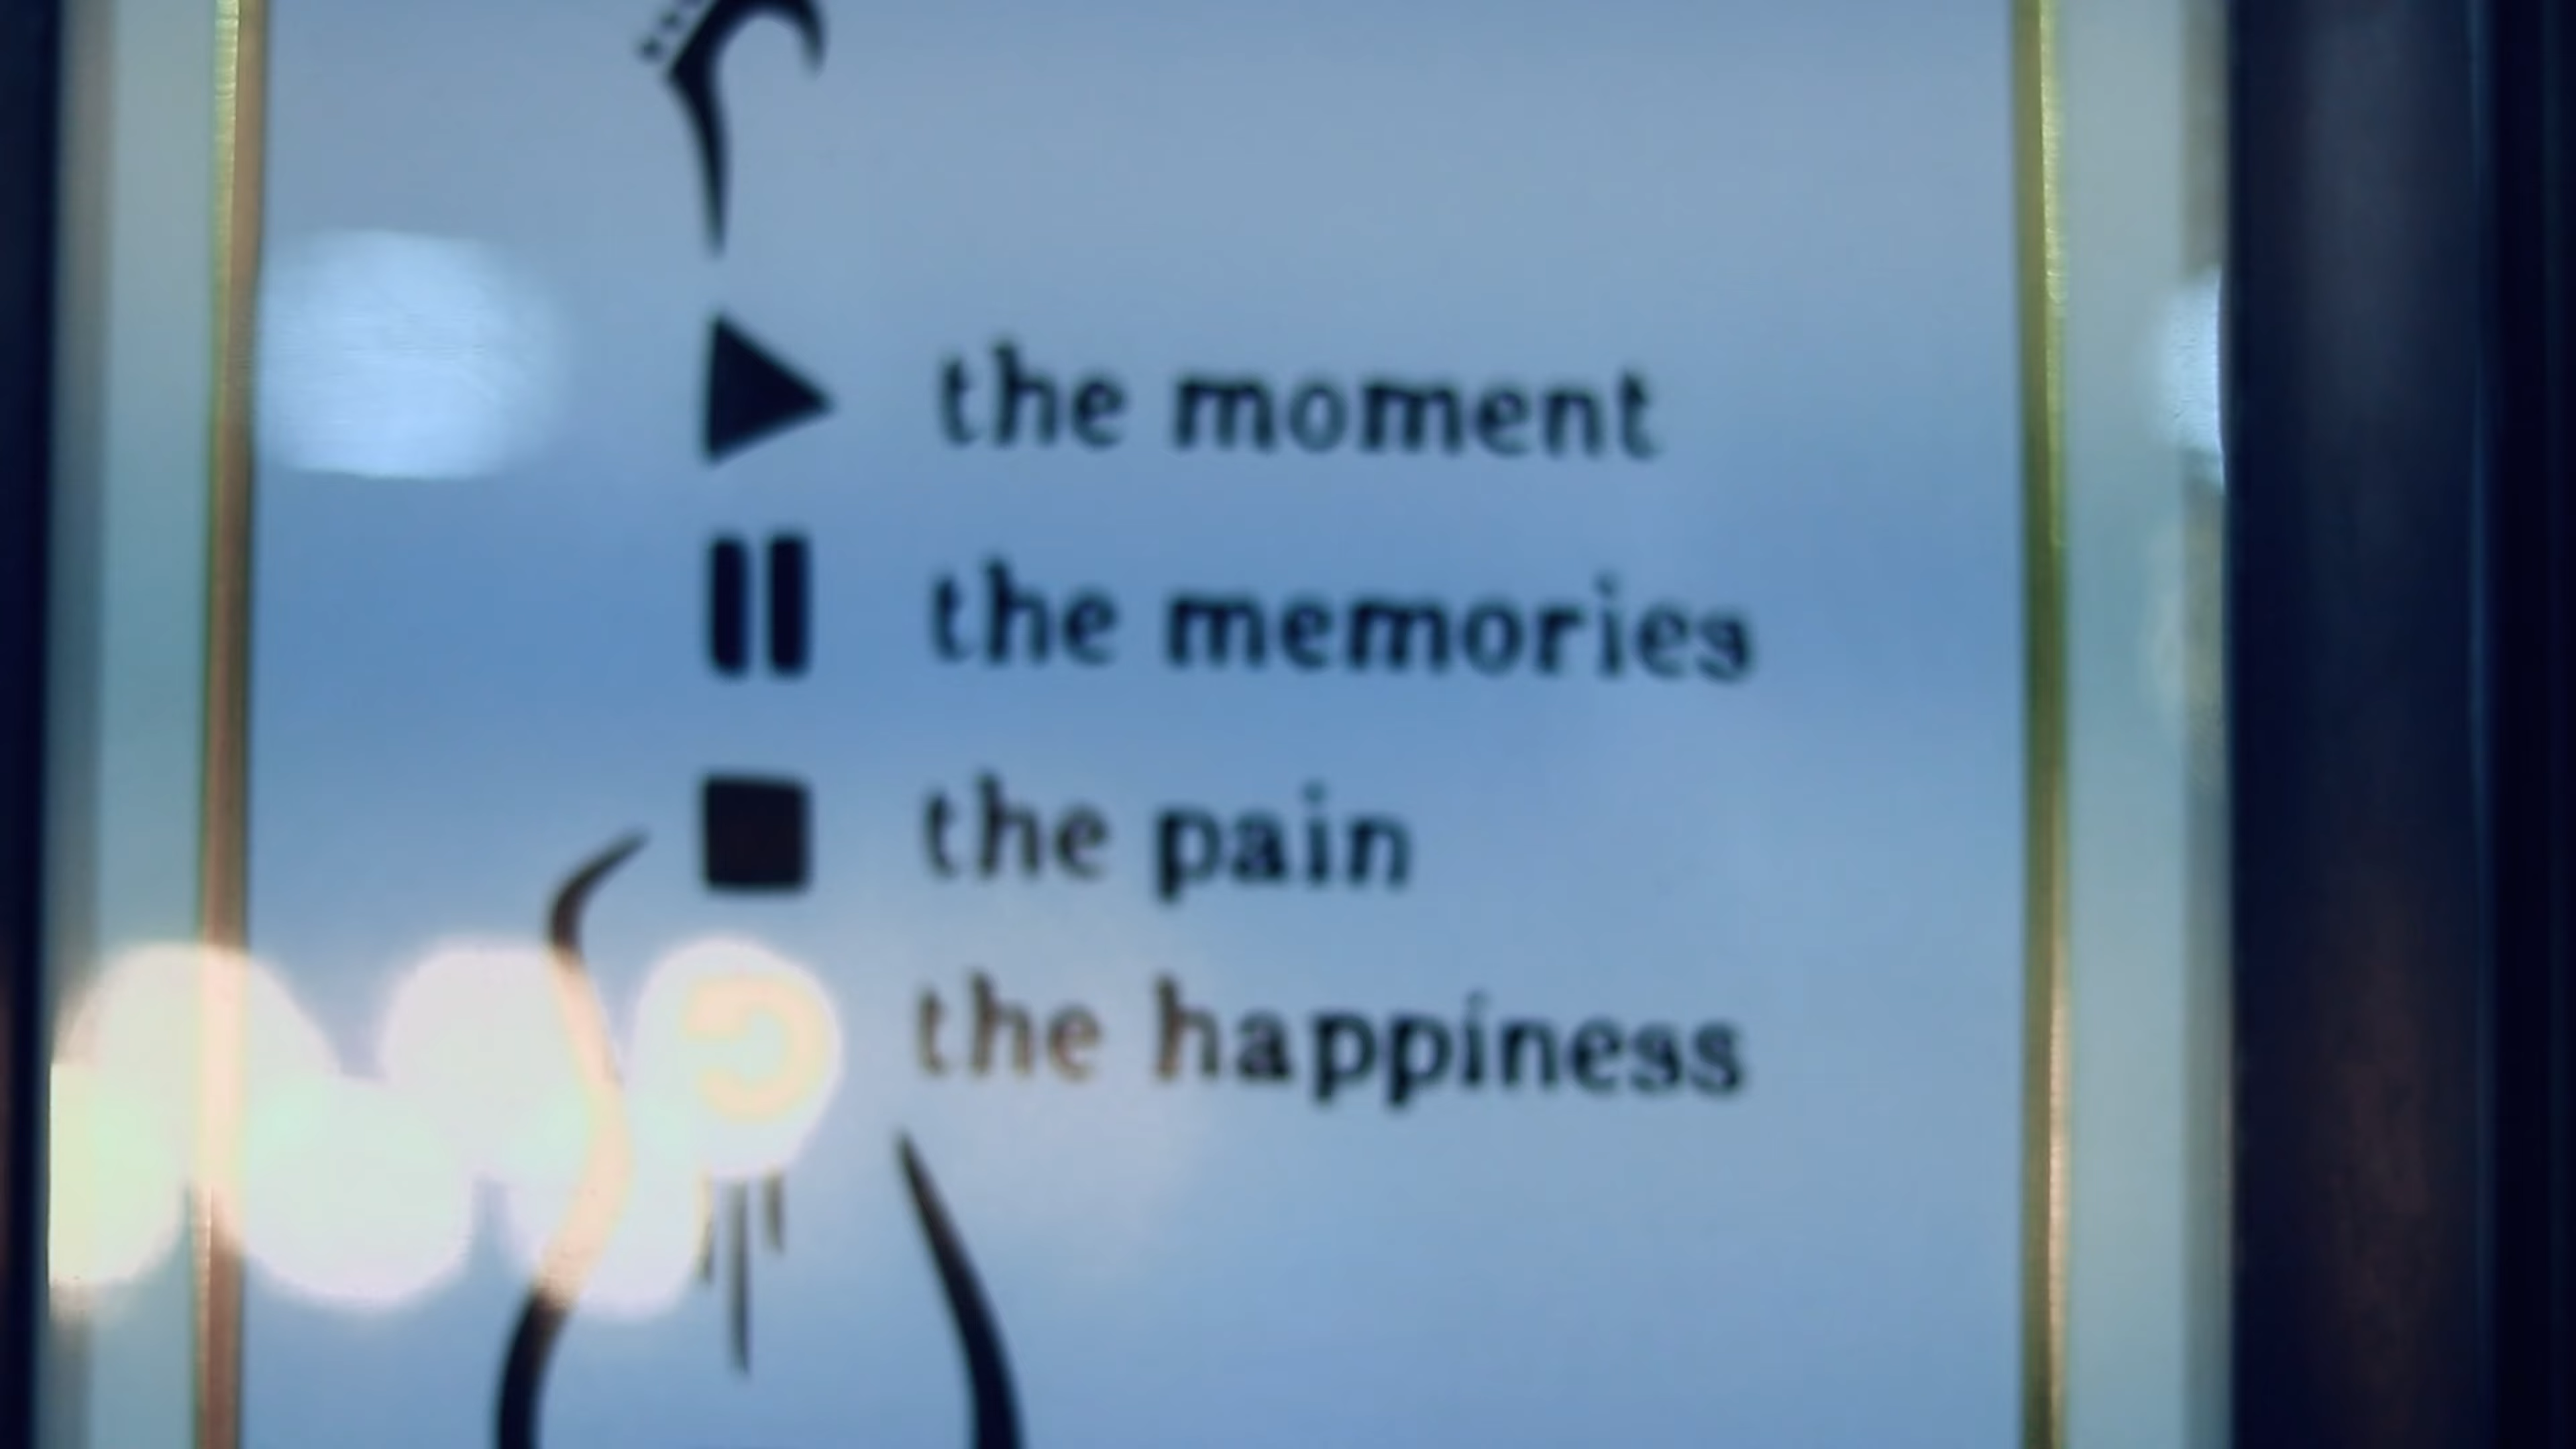 the moment
the memories
the pain
the happiness